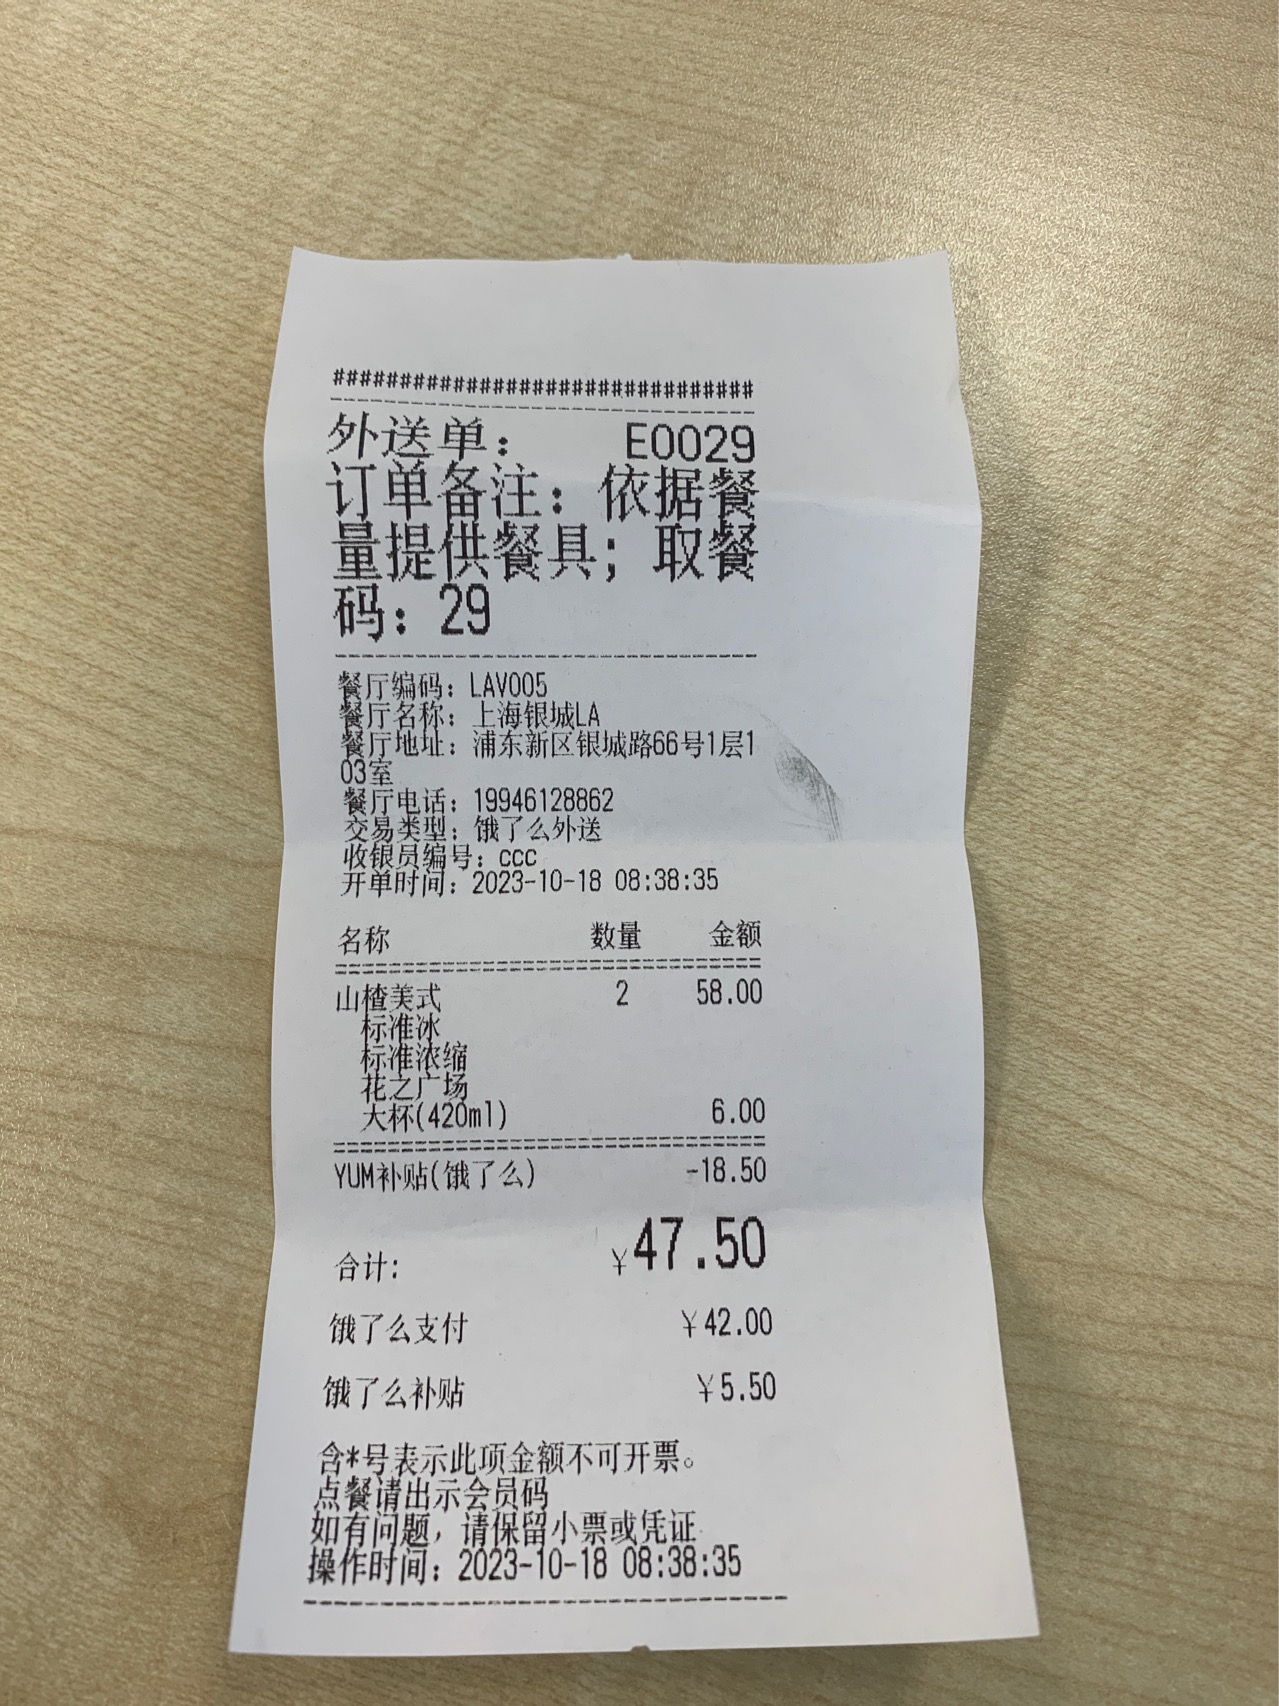 ################################
外送单： E0029
订单备注：依据餐
量提供餐具；取餐
码：29
餐厅编码：LAV005
餐厅名称：上海银城LA
餐厅地址：浦东新区银城路66号1层1
03室
餐厅电话：19946128862
交易类型：饿了么外送
收银员编号：ccc
开单时间：2023-10-18 08:38:35
名称 数量 金额
山楂美式 2 58.00
标准冰
标准浓缩
花之广场
大杯(420ml) 6.00
YUM补贴(饿了么) -18.50
合计: ¥47.50
饿了么支付 ¥42.00
饿了么补贴 ¥5.50
含*号表示此项金额不可开票。
点餐请出示会员码
如有问题，请保留小票或凭证
操作时间：2023-10-18 08:38:35